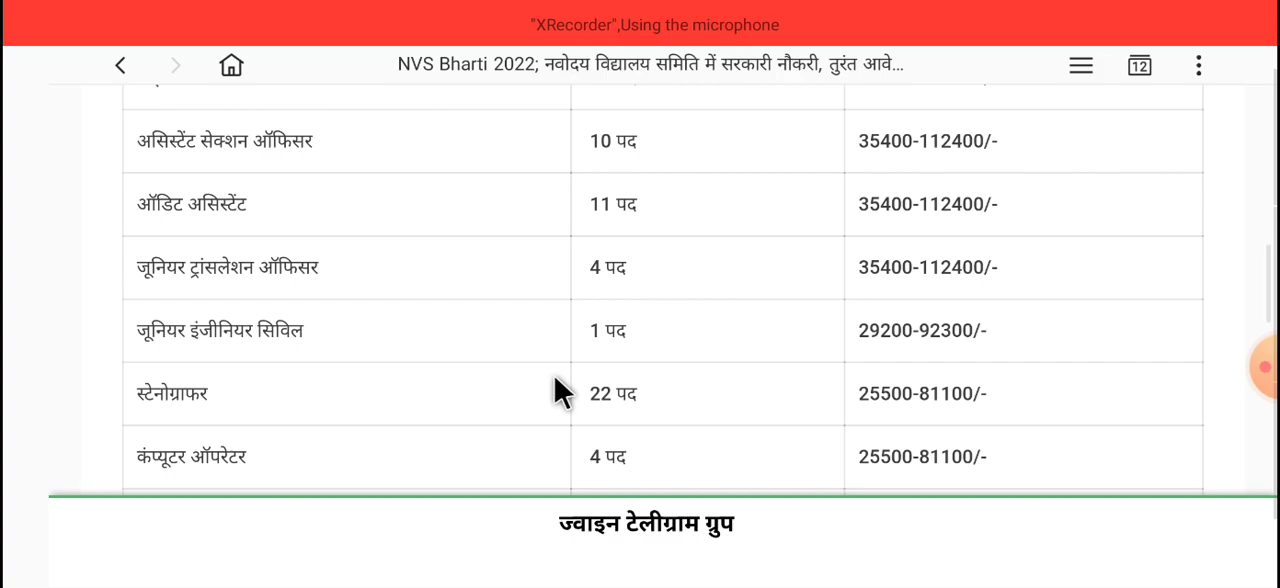 "XRecorder",Using the microphone
NVS Bharti 2022; नवोदय विद्यालय समिति में सरकारी नौकरी, तुरंत आवे...
12
असिस्टेंट सेक्शन ऑफिसर 10 पद 35400-112400/-
ऑडिट असिस्टेंट 11 पद 35400-112400/-
जूनियर ट्रांसलेशन ऑफिसर 4 पद 35400-112400/-
जूनियर इंजीनियर सिविल 1 पद 29200-92300/-
स्टेनोग्राफर 22 पद 25500-81100/-
कंप्यूटर ऑपरेटर 4 पद 25500-81100/-
ज्वाइन टेलीग्राम ग्रुप